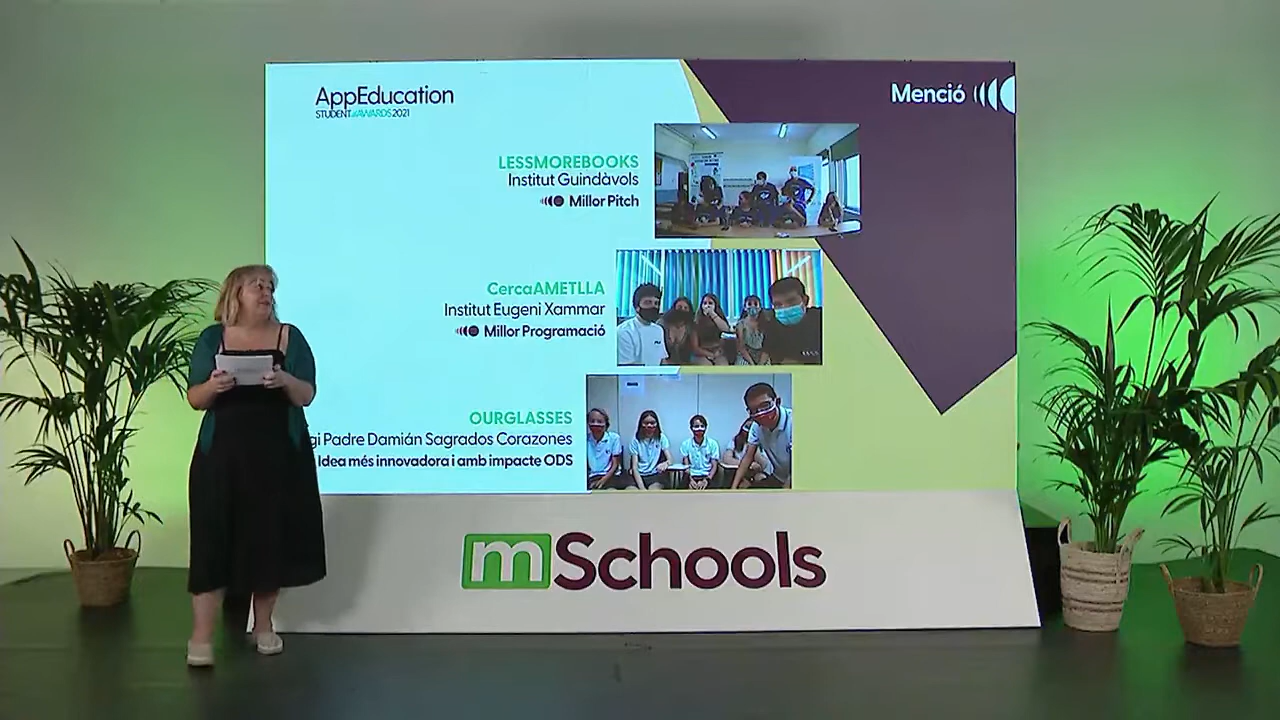 AppEducation
STUDENT AWARDS 2021
Menció
LESSMOREBOOKS
Institut Guindàvols
Millor Pitch
CercaAMETLLA
Institut Eugeni Xammar
Millor Programació
OURGLASSES
gi Padre Damián Sagrados Corazones
Idea més innovadora i amb impacte ODS
mSchools